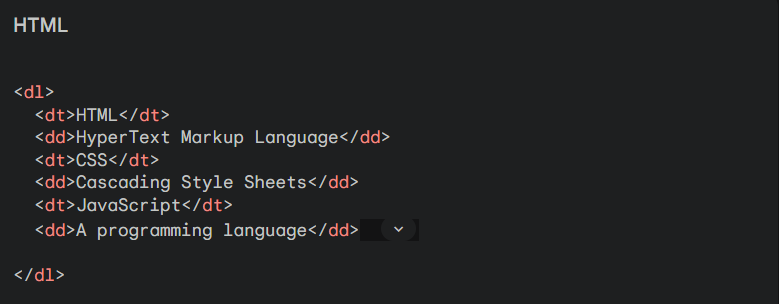 HTML
<dl>
  <dt>HTML</dt>
  <dd>HyperText Markup Language</dd>
  <dt>CSS</dt>
  <dd>Cascading Style Sheets</dd>
  <dt>JavaScript</dt>
  <dd>A programming language</dd>
</dl>